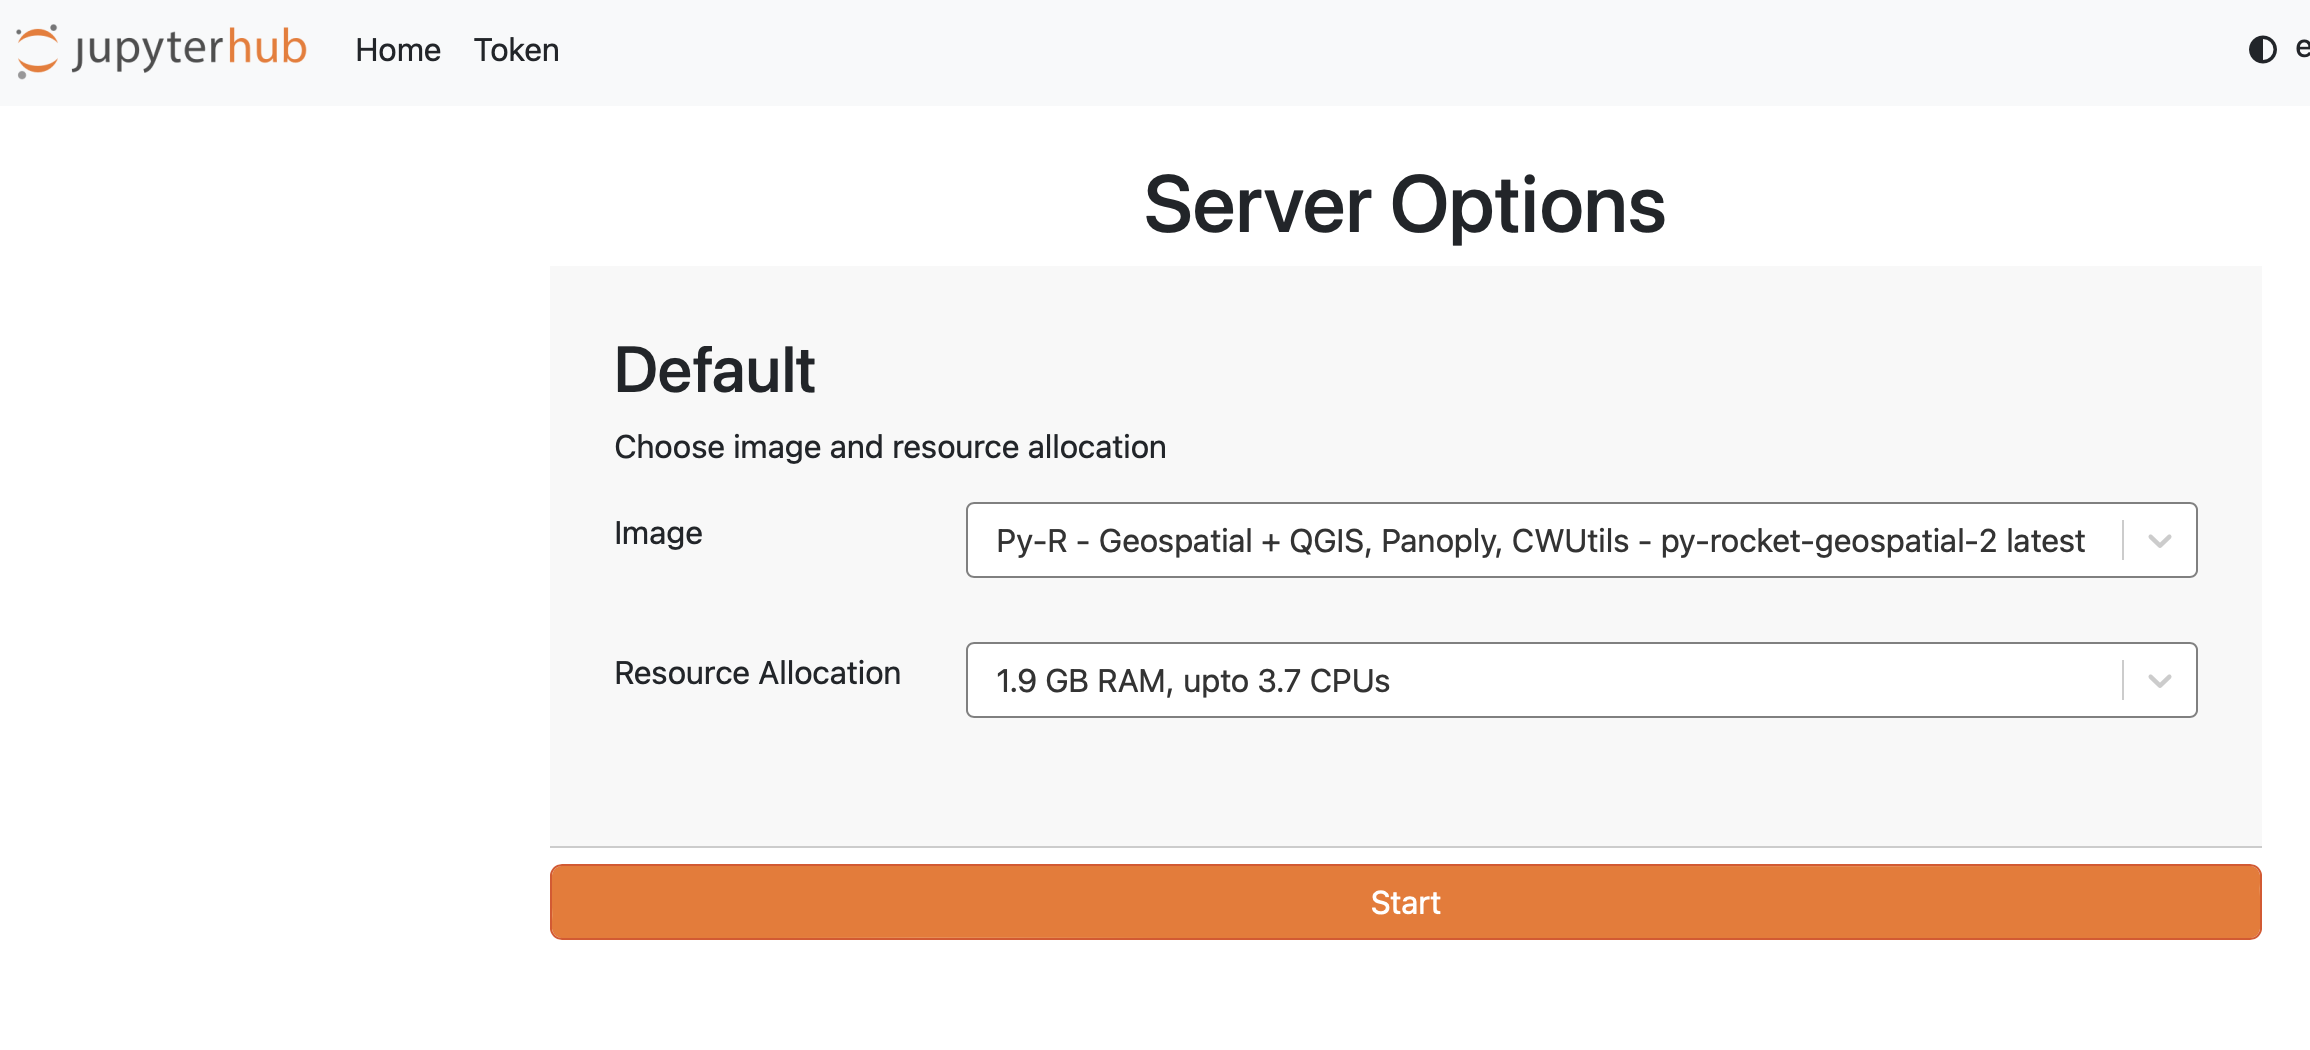 jupyterhub Home Token e
Server Options
Default
Choose image and resource allocation
Image Py-R - Geospatial + QGIS, Panoply, CWUtils - py-rocket-geospatial-2 latest
Resource Allocation 1.9 GB RAM, upto 3.7 CPUs
Start